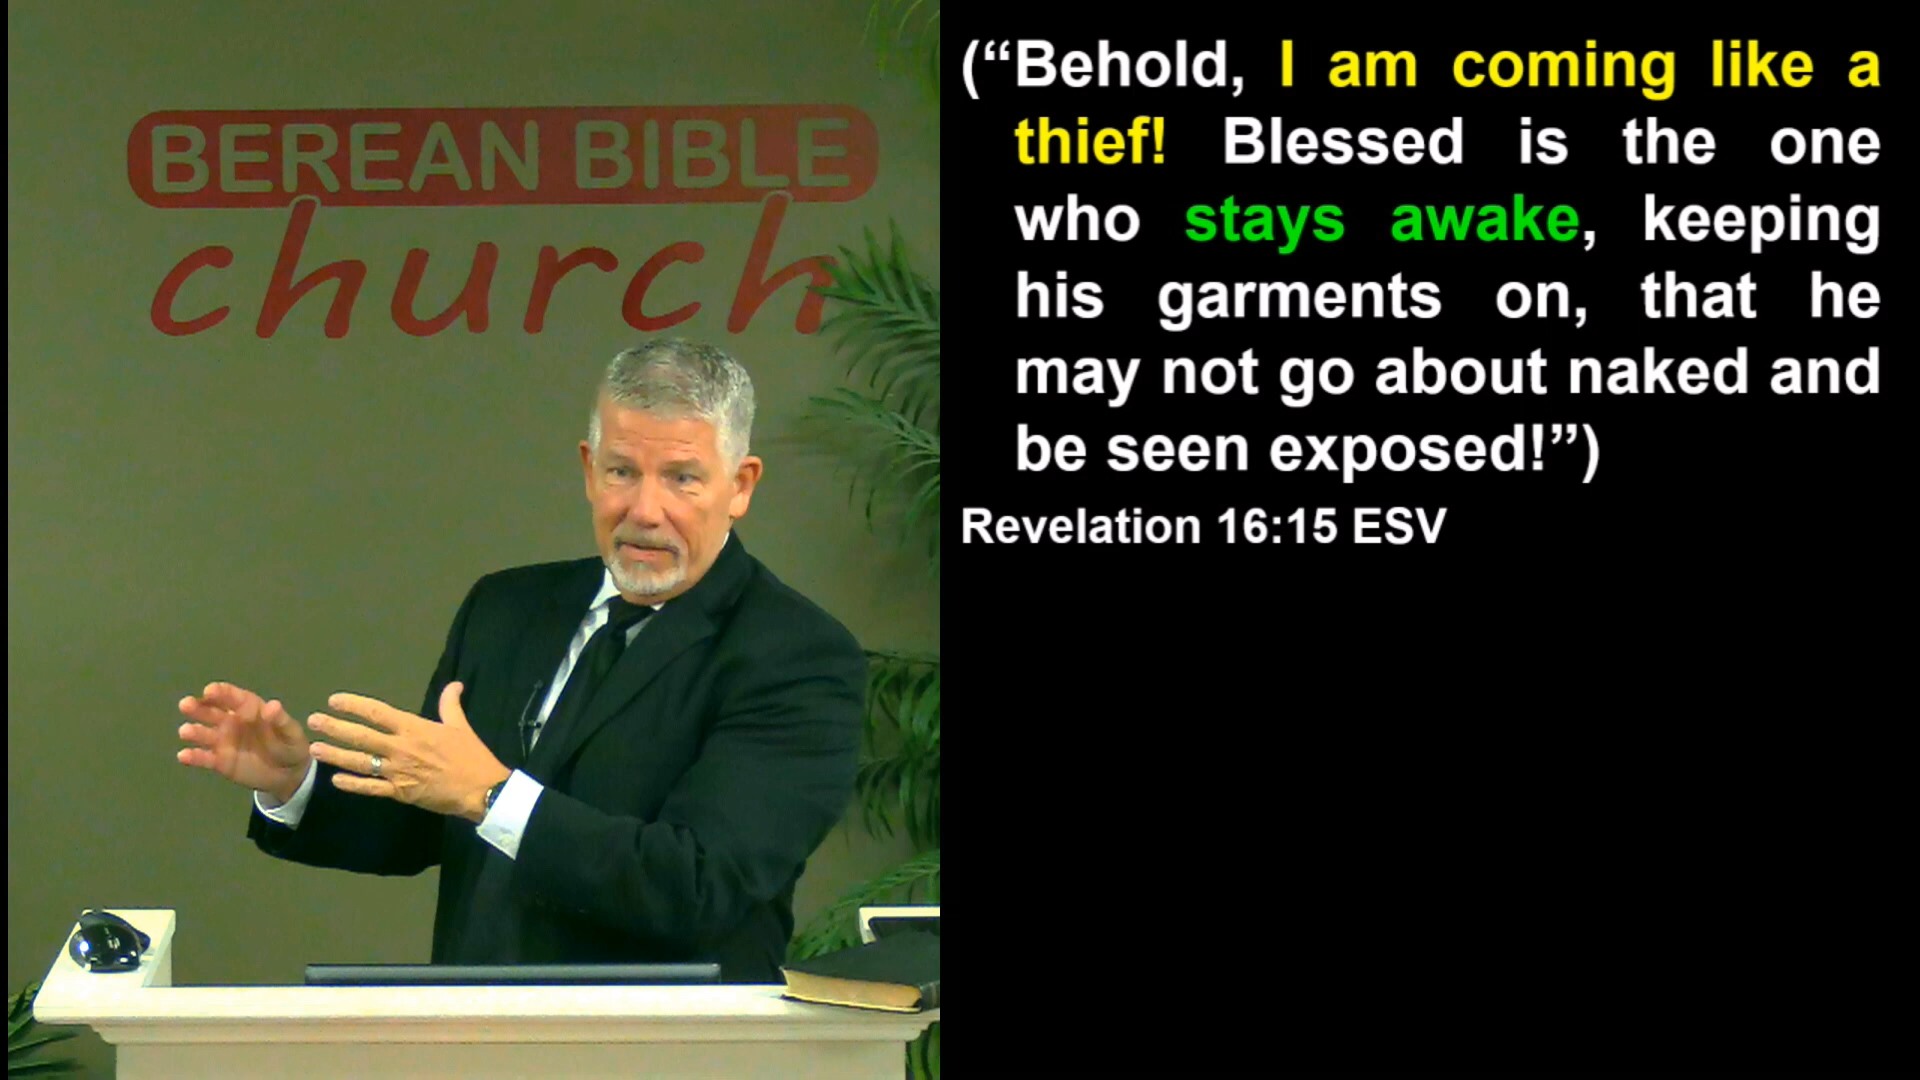 BEREAN BIBLE
church
(“Behold, I am coming like a
thief! Blessed is the one
who stays awake, keeping
his garments on, that he
may not go about naked and
be seen exposed!”)
Revelation 16:15 ESV